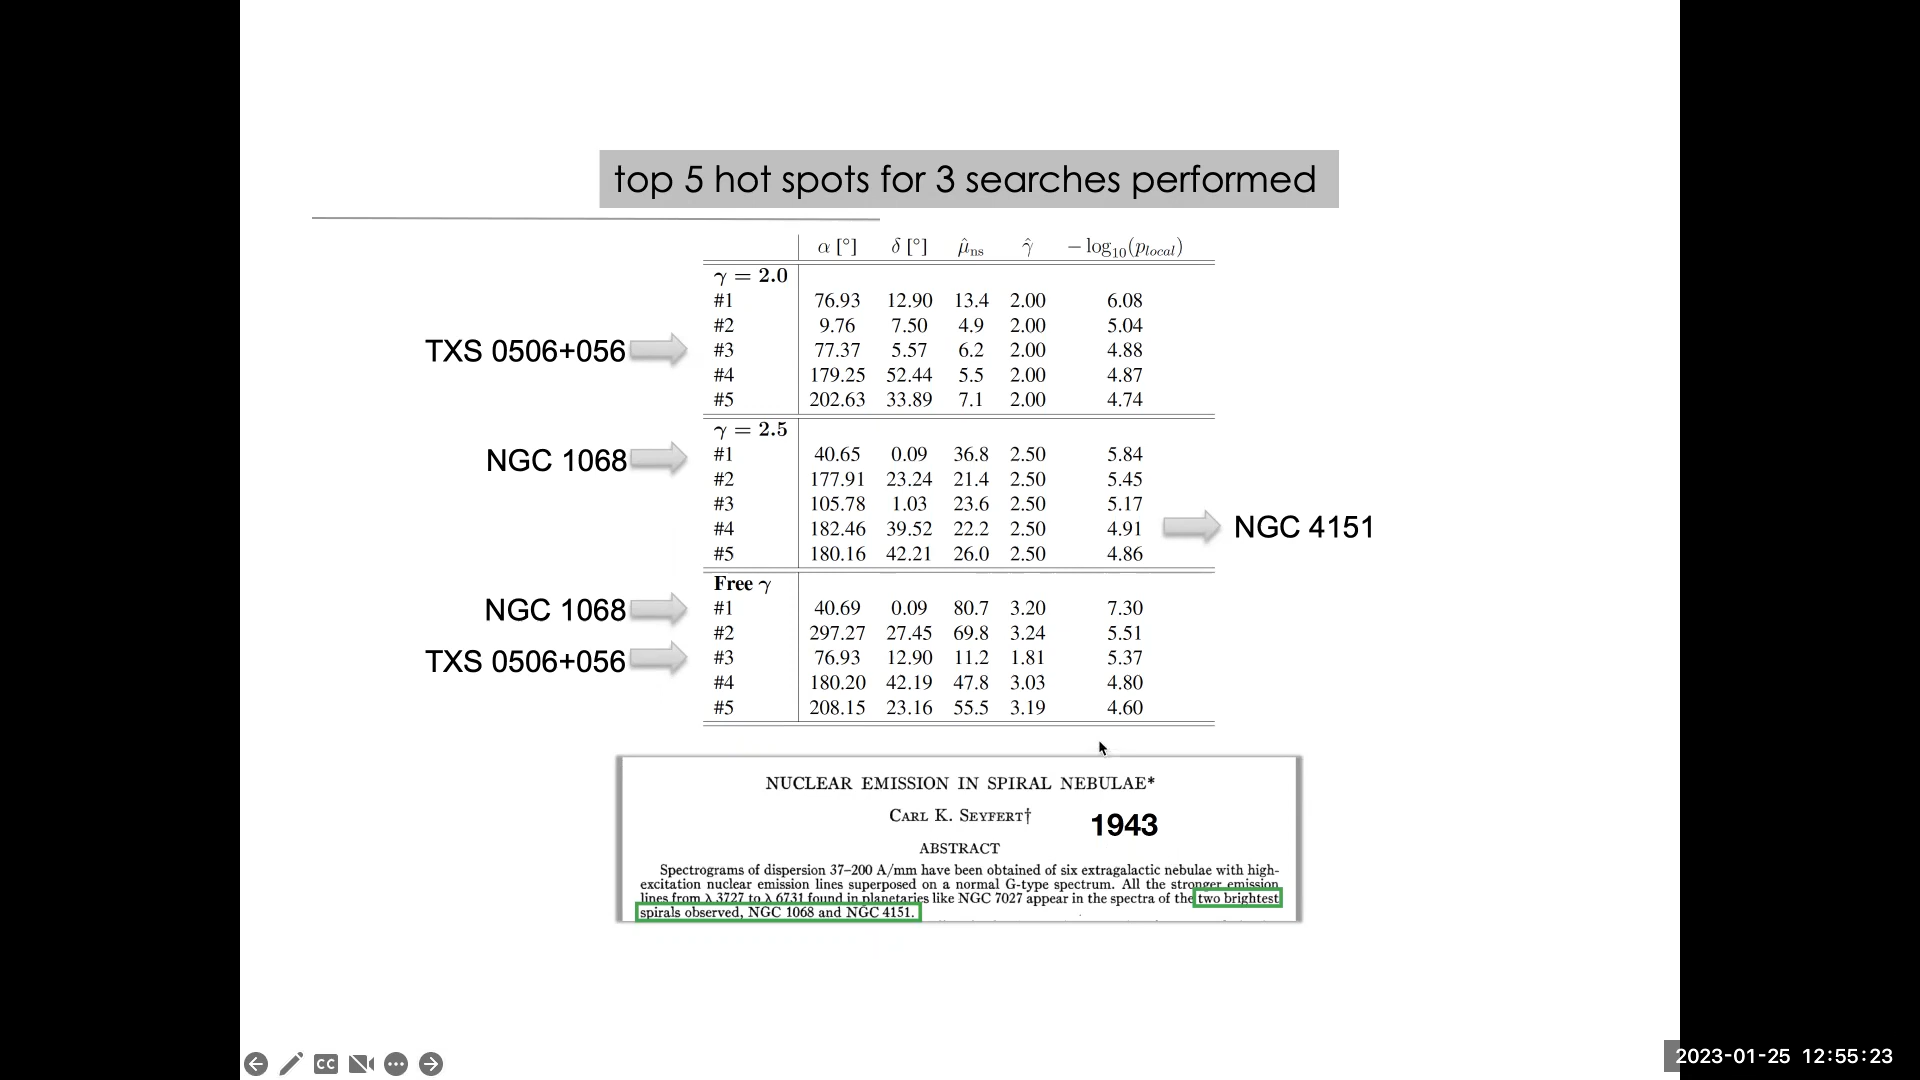 top 5 hot spots for 3 searches performed
α [°] δ [°] μ̂ns γ̂ − log10(plocal)
γ = 2.0
#1 76.93 12.90 13.4 2.00 6.08
#2 9.76 7.50 4.9 2.00 5.04
TXS 0506+056 #3 77.37 5.57 6.2 2.00 4.88
#4 179.25 52.44 5.5 2.00 4.87
#5 202.63 33.89 7.1 2.00 4.74
γ = 2.5
NGC 1068 #1 40.65 0.09 36.8 2.50 5.84
#2 177.91 23.24 21.4 2.50 5.45
#3 105.78 1.03 23.6 2.50 5.17
#4 182.46 39.52 22.2 2.50 4.91 NGC 4151
#5 180.16 42.21 26.0 2.50 4.86
Free γ
NGC 1068 #1 40.69 0.09 80.7 3.20 7.30
#2 297.27 27.45 69.8 3.24 5.51
TXS 0506+056 #3 76.93 12.90 11.2 1.81 5.37
#4 180.20 42.19 47.8 3.03 4.80
#5 208.15 23.16 55.5 3.19 4.60
NUCLEAR EMISSION IN SPIRAL NEBULAE*
CARL K. SEYFERT†
1943
ABSTRACT
Spectrograms of dispersion 37–200 A/mm have been obtained of six extragalactic nebulae with high-
excitation nuclear emission lines superposed on a normal G-type spectrum. All the stronger emission
lines from λ 3727 to λ 6731 found in planetaries like NGC 7027 appear in the spectra of the two brightest
spirals observed, NGC 1068 and NGC 4151.
CC
2023-01-25 12:55:23